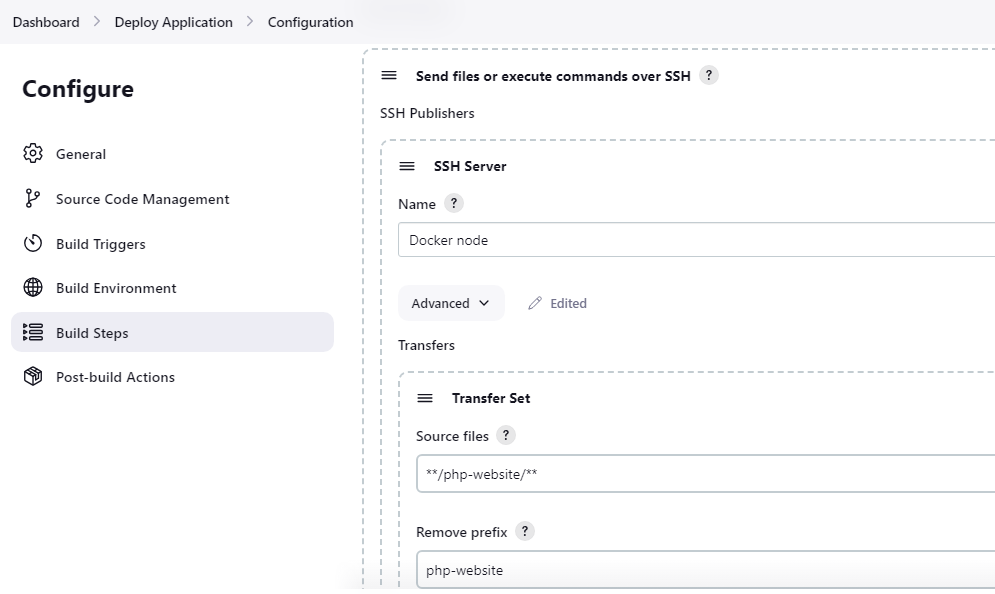 Dashboard > Deploy Application > Configuration
Configure
General
Source Code Management
Build Triggers
Build Environment
Build Steps
Post-build Actions
Send files or execute commands over SSH ?
SSH Publishers
SSH Server
Name ?
Docker node
Advanced
Edited
Transfers
Transfer Set
Source files ?
**/php-website/**
Remove prefix ?
php-website